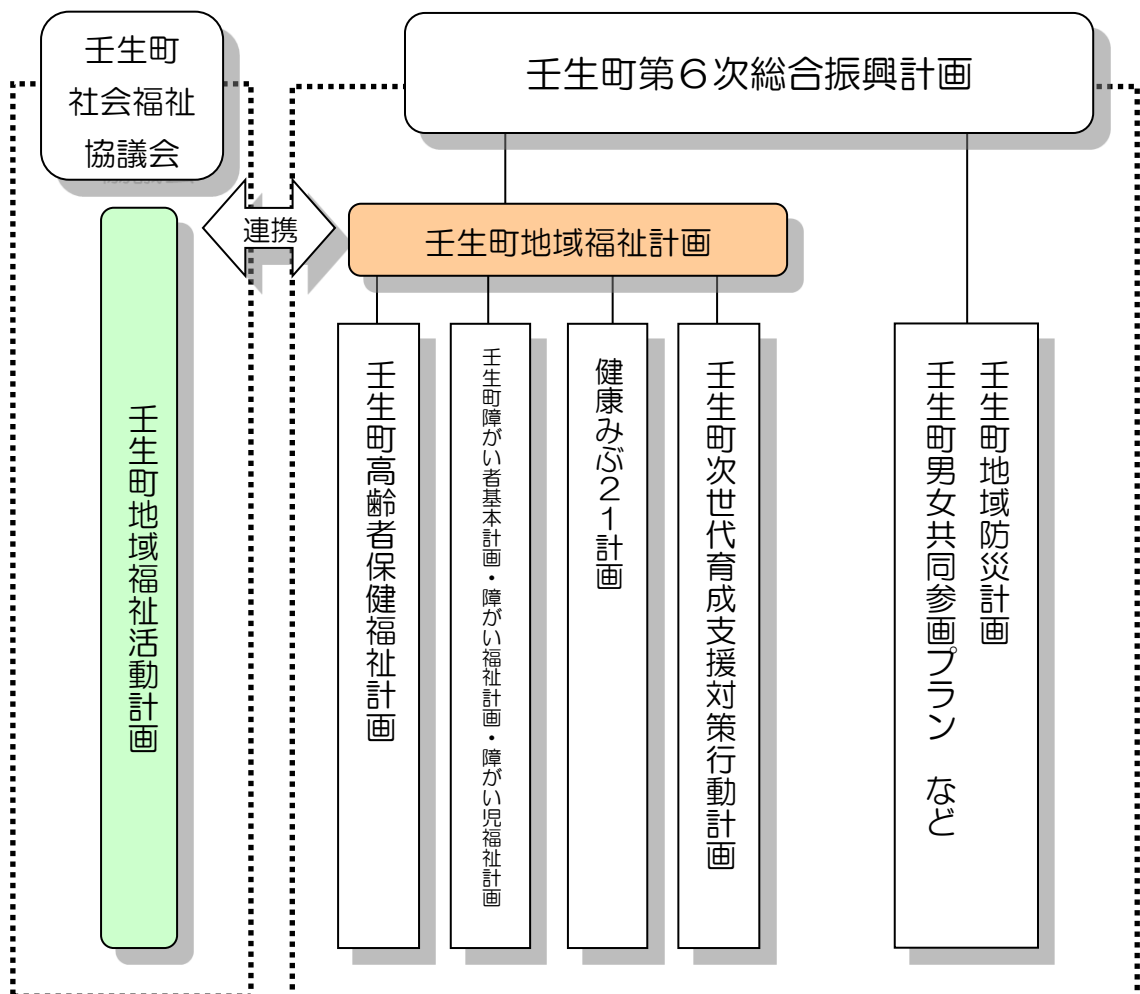 壬生町
社会福祉
協議会
壬生町第6次総合振興計画
連携
壬生町地域福祉計画
壬生町地域福祉活動計画
壬生町高齢者保健福祉計画
壬生町障がい者基本計画・障がい福祉計画・障がい児福祉計画
健康みぶ21計画
壬生町次世代育成支援対策行動計画
壬生町地域防災計画
壬生町男女共同参画プラン など